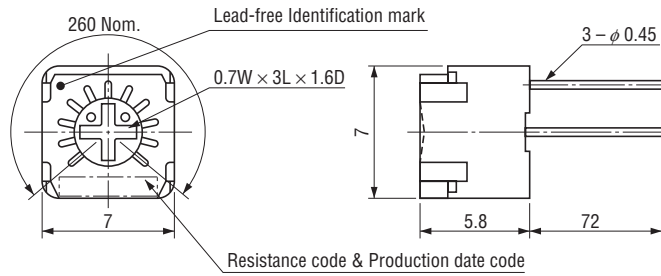 Lead-free Identification mark
260 Nom.
3 – φ 0.45
0.7W × 3L × 1.6D
7
7
5.8
72
Resistance code & Production date code